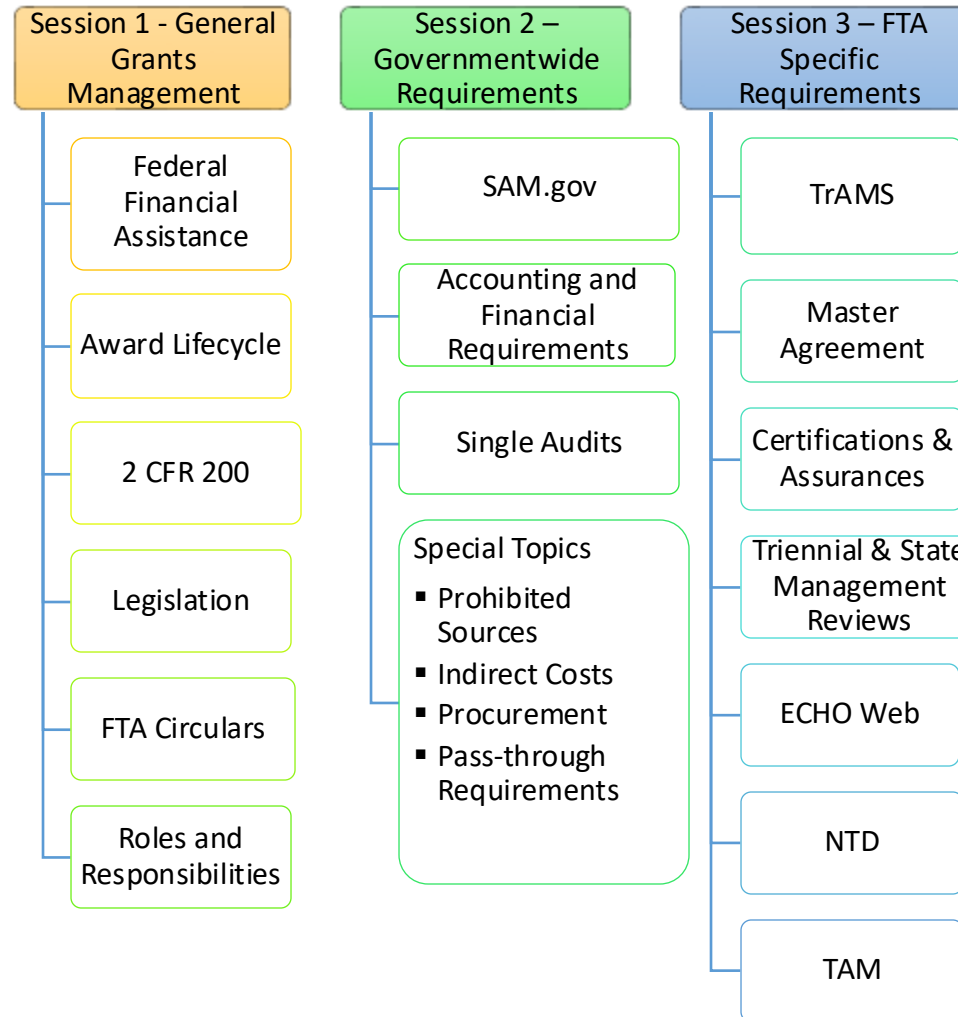 Session 1 - General
Grants
Management
Federal
Financial
Assistance
Award Lifecycle
2 CFR 200
Legislation
FTA Circulars
Roles and
Responsibilities
Session 2 –
Governmentwide
Requirements
SAM.gov
Accounting and
Financial
Requirements
Single Audits
Special Topics
▪ Prohibited
Sources
▪ Indirect Costs
▪ Procurement
▪ Pass-through
Requirements
Session 3 – FTA
Specific
Requirements
TrAMS
Master
Agreement
Certifications &
Assurances
Triennial & State
Management
Reviews
ECHO Web
NTD
TAM